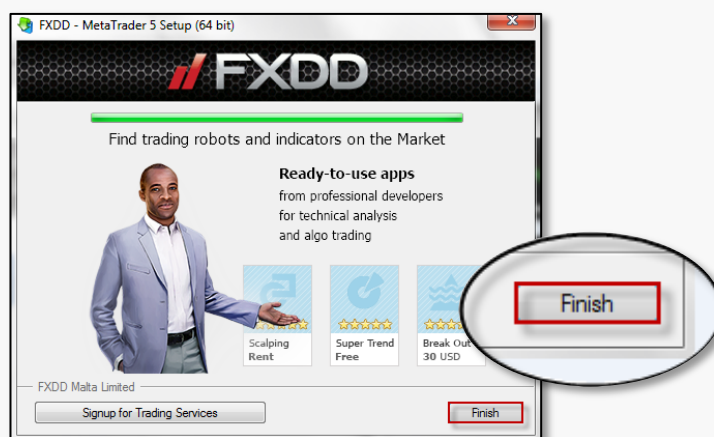 FXDD - MetaTrader 5 Setup (64 bit)
FXDD
Find trading robots and indicators on the Market
Ready-to-use apps
from professional developers
for technical analysis
and algo trading
Scalping
Rent
Super Trend
Free
Break Out
30 USD
Finish
FXDD Malta Limited
Signup for Trading Services
Finish